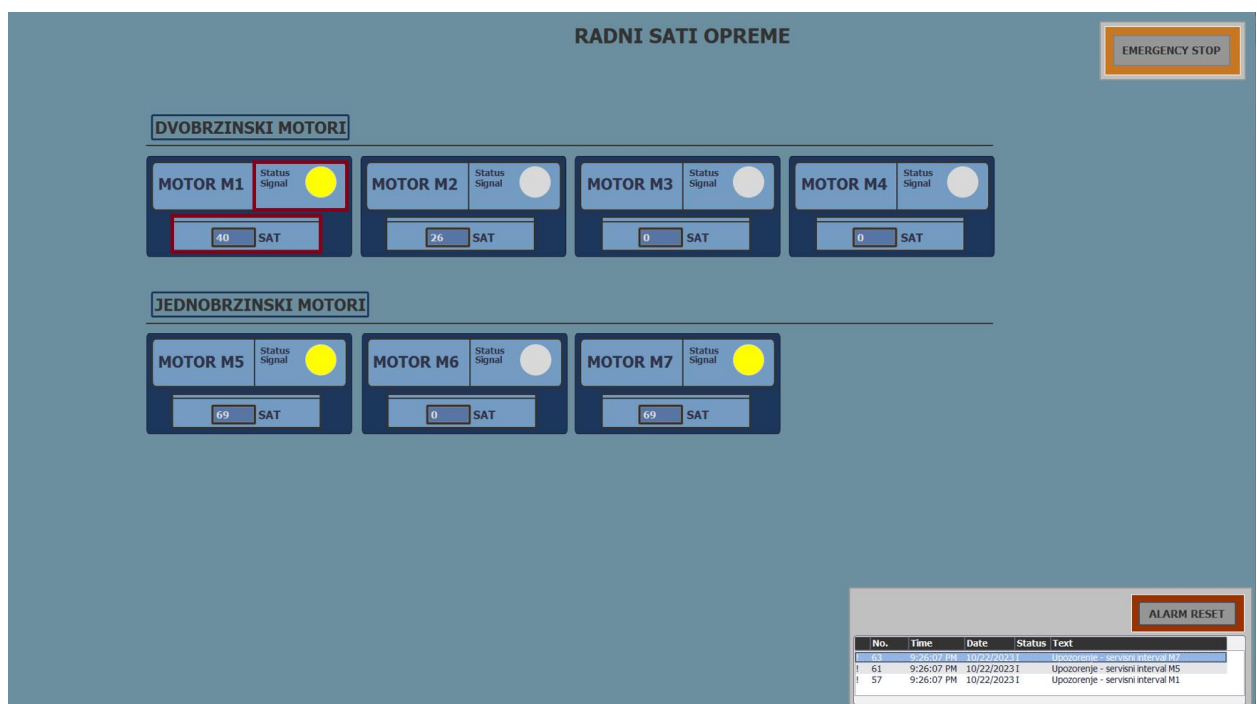 RADNI SATI OPREME
EMERGENCY STOP
DVOBRZINSKI MOTORI
MOTOR M1 Status Signal
MOTOR M2 Status Signal
MOTOR M3 Status Signal
MOTOR M4 Status Signal
40 SAT
26 SAT
0 SAT
0 SAT
JEDNOBRZINSKI MOTORI
MOTOR M5 Status Signal
MOTOR M6 Status Signal
MOTOR M7 Status Signal
69 SAT
0 SAT
69 SAT
ALARM RESET
No. Time Date Status Text
! 63 9:26:07 PM 10/22/2023 I Upozorenje - servisni interval M7
! 61 9:26:07 PM 10/22/2023 I Upozorenje - servisni interval M5
! 57 9:26:07 PM 10/22/2023 I Upozorenje - servisni interval M1